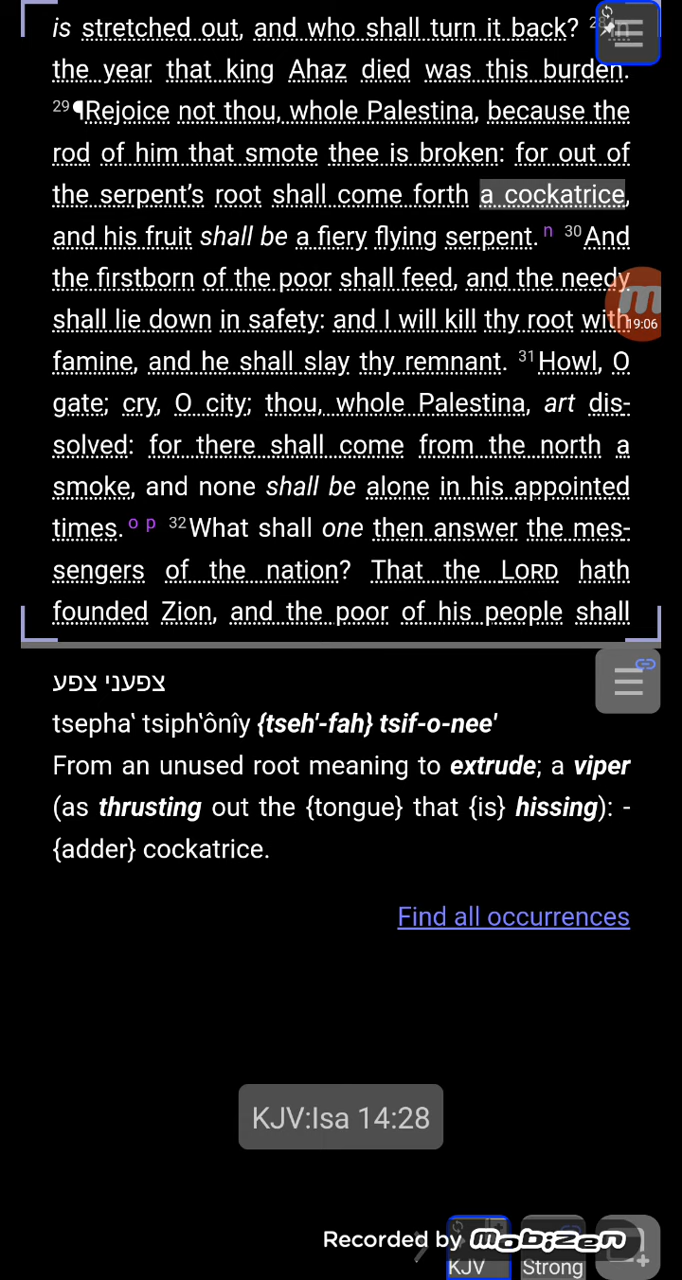 is stretched out, and who shall turn it back? 28In
the year that king Ahaz died was this burden.
29¶Rejoice not thou, whole Palestina, because the
rod of him that smote thee is broken: for out of
the serpent’s root shall come forth a cockatrice,
and his fruit shall be a fiery flying serpent. n 30And
the firstborn of the poor shall feed, and the needy
shall lie down in safety: and I will kill thy root with
19:06
famine, and he shall slay thy remnant. 31Howl, O
gate; cry, O city; thou, whole Palestina, art dis-
solved: for there shall come from the north a
smoke, and none shall be alone in his appointed
times. o p 32What shall one then answer the mes-
sengers of the nation? That the LORD hath
founded Zion, and the poor of his people shall
צפעני צפע
tsepha‛ tsiph‛ônîy {tseh'-fah} tsif-o-nee'
From an unused root meaning to extrude; a viper
(as thrusting out the {tongue} that {is} hissing): -
{adder} cockatrice.
Find all occurrences
KJV:Isa 14:28
Recorded by mobizen
KJV
Strong